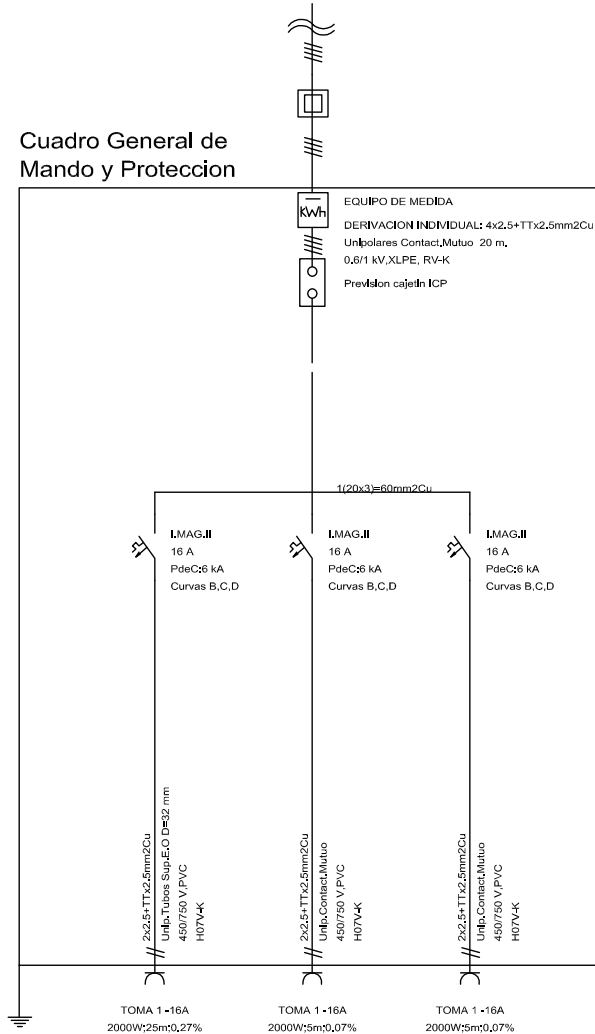 Cuadro General de
Mando y Proteccion
KWh
EQUIPO DE MEDIDA
DERIVACION INDIVIDUAL: 4x2.5+TTx2.5mm2Cu
Unipolares Contact.Mutuo 20 m.
0.6/1 kV,XLPE, RV-K
Prevision cajetin ICP
1(20x3)=60mm2Cu
I.MAG.II
16 A
PdeC:6 kA
Curvas B,C,D
I.MAG.II
16 A
PdeC:6 kA
Curvas B,C,D
I.MAG.II
16 A
PdeC:6 kA
Curvas B,C,D
2x2.5+TTx2.5mm2Cu
Unip.Tubos Sup.E.O D=32 mm
450/750 V,PVC
H07V-K
2x2.5+TTx2.5mm2Cu
Unip.Contact.Mutuo
450/750 V,PVC
H07V-K
2x2.5+TTx2.5mm2Cu
Unip.Contact.Mutuo
450/750 V,PVC
H07V-K
TOMA 1 -16A
2000W;25m;0.27%
TOMA 1 -16A
2000W;5m;0.07%
TOMA 1 -16A
2000W;5m;0.07%